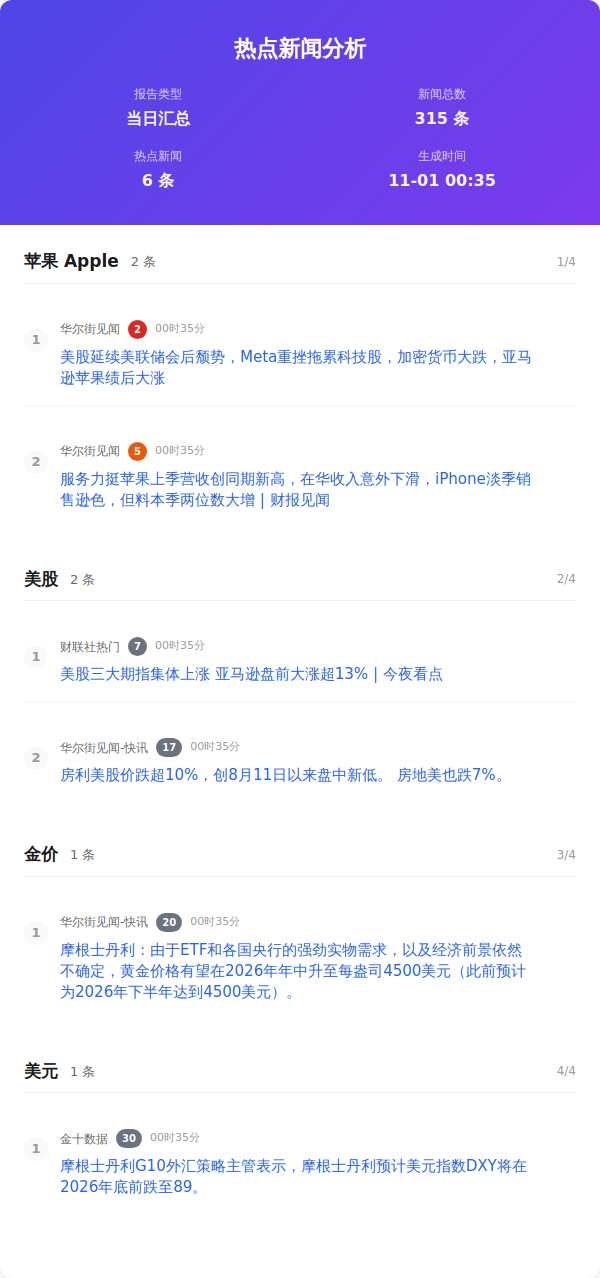 热点新闻分析
报告类型
当日汇总
新闻总数
315 条
热点新闻
6 条
生成时间
11-01 00:35
苹果 Apple 2 条 1/4
1
华尔街见闻 2 00时35分
美股延续美联储会后颓势，Meta重挫拖累科技股，加密货币大跌，亚马
逊苹果绩后大涨
2
华尔街见闻 5 00时35分
服务力挺苹果上季营收创同期新高，在华收入意外下滑，iPhone淡季销
售逊色，但料本季两位数大增 | 财报见闻
美股 2 条 2/4
1
财联社热门 7 00时35分
美股三大期指集体上涨 亚马逊盘前大涨超13% | 今夜看点
2
华尔街见闻-快讯 17 00时35分
房利美股价跌超10%，创8月11日以来盘中新低。 房地美也跌7%。
金价 1 条 3/4
1
华尔街见闻-快讯 20 00时35分
摩根士丹利：由于ETF和各国央行的强劲实物需求，以及经济前景依然
不确定，黄金价格有望在2026年年中升至每盎司4500美元（此前预计
为2026年下半年达到4500美元）。
美元 1 条 4/4
1
金十数据 30 00时35分
摩根士丹利G10外汇策略主管表示，摩根士丹利预计美元指数DXY将在
2026年底前跌至89。